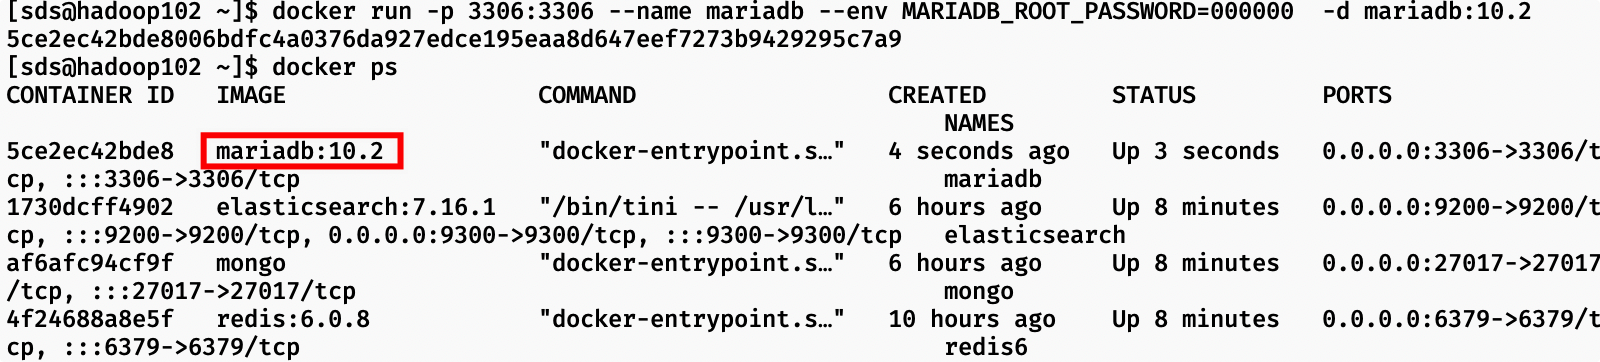 [sds@hadoop102 ~]$ docker run -p 3306:3306 --name mariadb --env MARIADB_ROOT_PASSWORD=000000  -d mariadb:10.2
5ce2ec42bde8006bdfc4a0376da927edce195eaa8d647eef7273b9429295c7a9
[sds@hadoop102 ~]$ docker ps
CONTAINER ID   IMAGE                  COMMAND                  CREATED         STATUS         PORTS
                                                                   NAMES
5ce2ec42bde8   mariadb:10.2           "docker-entrypoint.s…"   4 seconds ago   Up 3 seconds   0.0.0.0:3306->3306/t
cp, :::3306->3306/tcp                                              mariadb
1730dcff4902   elasticsearch:7.16.1   "/bin/tini -- /usr/l…"   6 hours ago     Up 8 minutes   0.0.0.0:9200->9200/t
cp, :::9200->9200/tcp, 0.0.0.0:9300->9300/tcp, :::9300->9300/tcp   elasticsearch
af6afc94cf9f   mongo                  "docker-entrypoint.s…"   6 hours ago     Up 8 minutes   0.0.0.0:27017->27017
/tcp, :::27017->27017/tcp                                          mongo
4f24688a8e5f   redis:6.0.8            "docker-entrypoint.s…"   10 hours ago    Up 8 minutes   0.0.0.0:6379->6379/t
cp, :::6379->6379/tcp                                              redis6